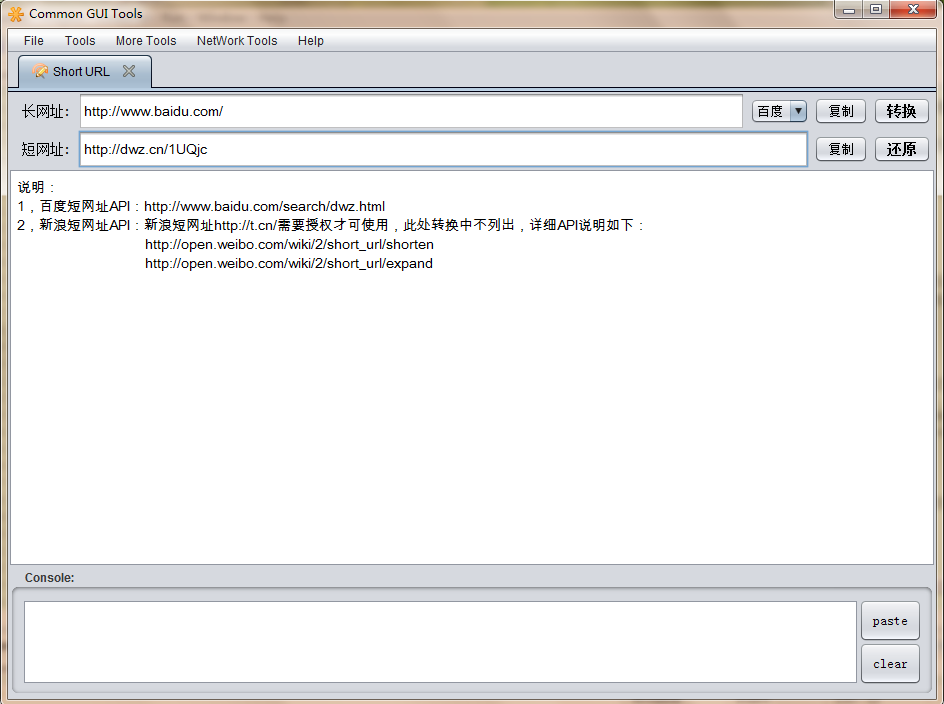 Common GUI Tools
File Tools More Tools NetWork Tools Help
Short URL
长网址: http://www.baidu.com/ 百度 复制 转换
短网址: http://dwz.cn/1UQjc 复制 还原
说明：
1，百度短网址API：http://www.baidu.com/search/dwz.html
2，新浪短网址API：新浪短网址http://t.cn/需要授权才可使用，此处转换中不列出，详细API说明如下：
http://open.weibo.com/wiki/2/short_url/shorten
http://open.weibo.com/wiki/2/short_url/expand
Console:
paste
clear